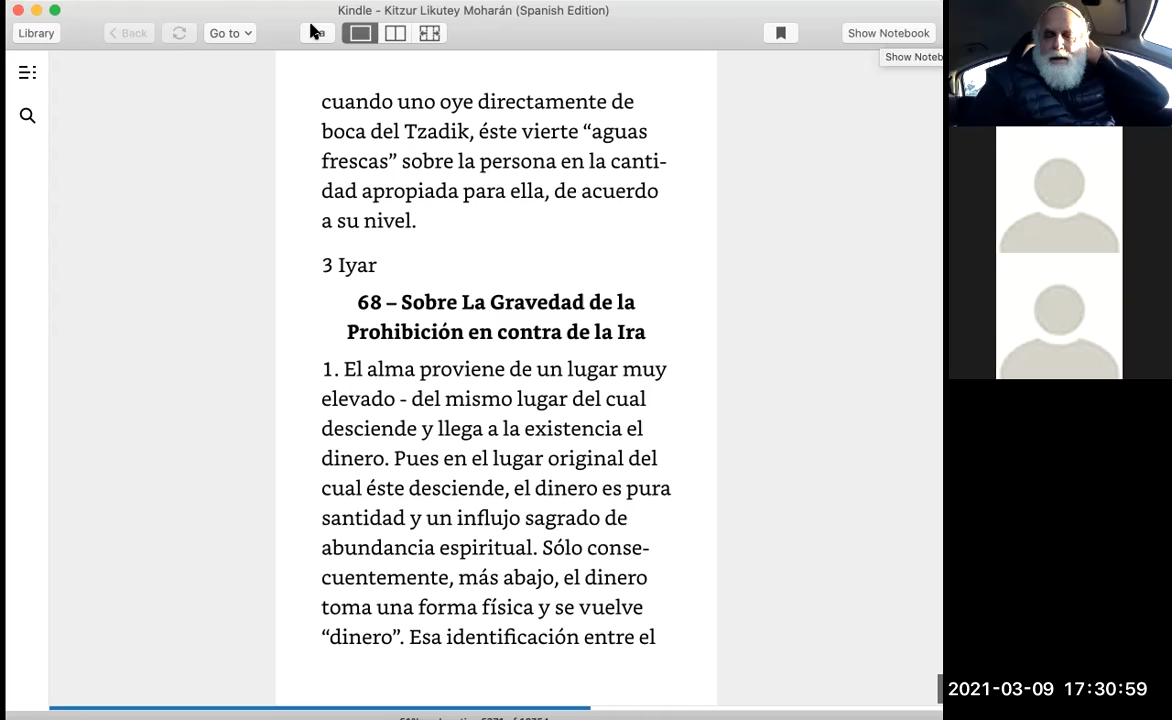 Kindle - Kitzur Likutey Moharán (Spanish Edition)
Library
Back
Go to
Show Notebook
Show Noteb
cuando uno oye directamente de
boca del Tzadik, éste vierte “aguas
frescas” sobre la persona en la canti-
dad apropiada para ella, de acuerdo
a su nivel.
3 Iyar
68 – Sobre La Gravedad de la
Prohibición en contra de la Ira
1. El alma proviene de un lugar muy
elevado - del mismo lugar del cual
desciende y llega a la existencia el
dinero. Pues en el lugar original del
cual éste desciende, el dinero es pura
santidad y un influjo sagrado de
abundancia espiritual. Sólo conse-
cuentemente, más abajo, el dinero
toma una forma física y se vuelve
“dinero”. Esa identificación entre el
2021-03-09 17:30:59